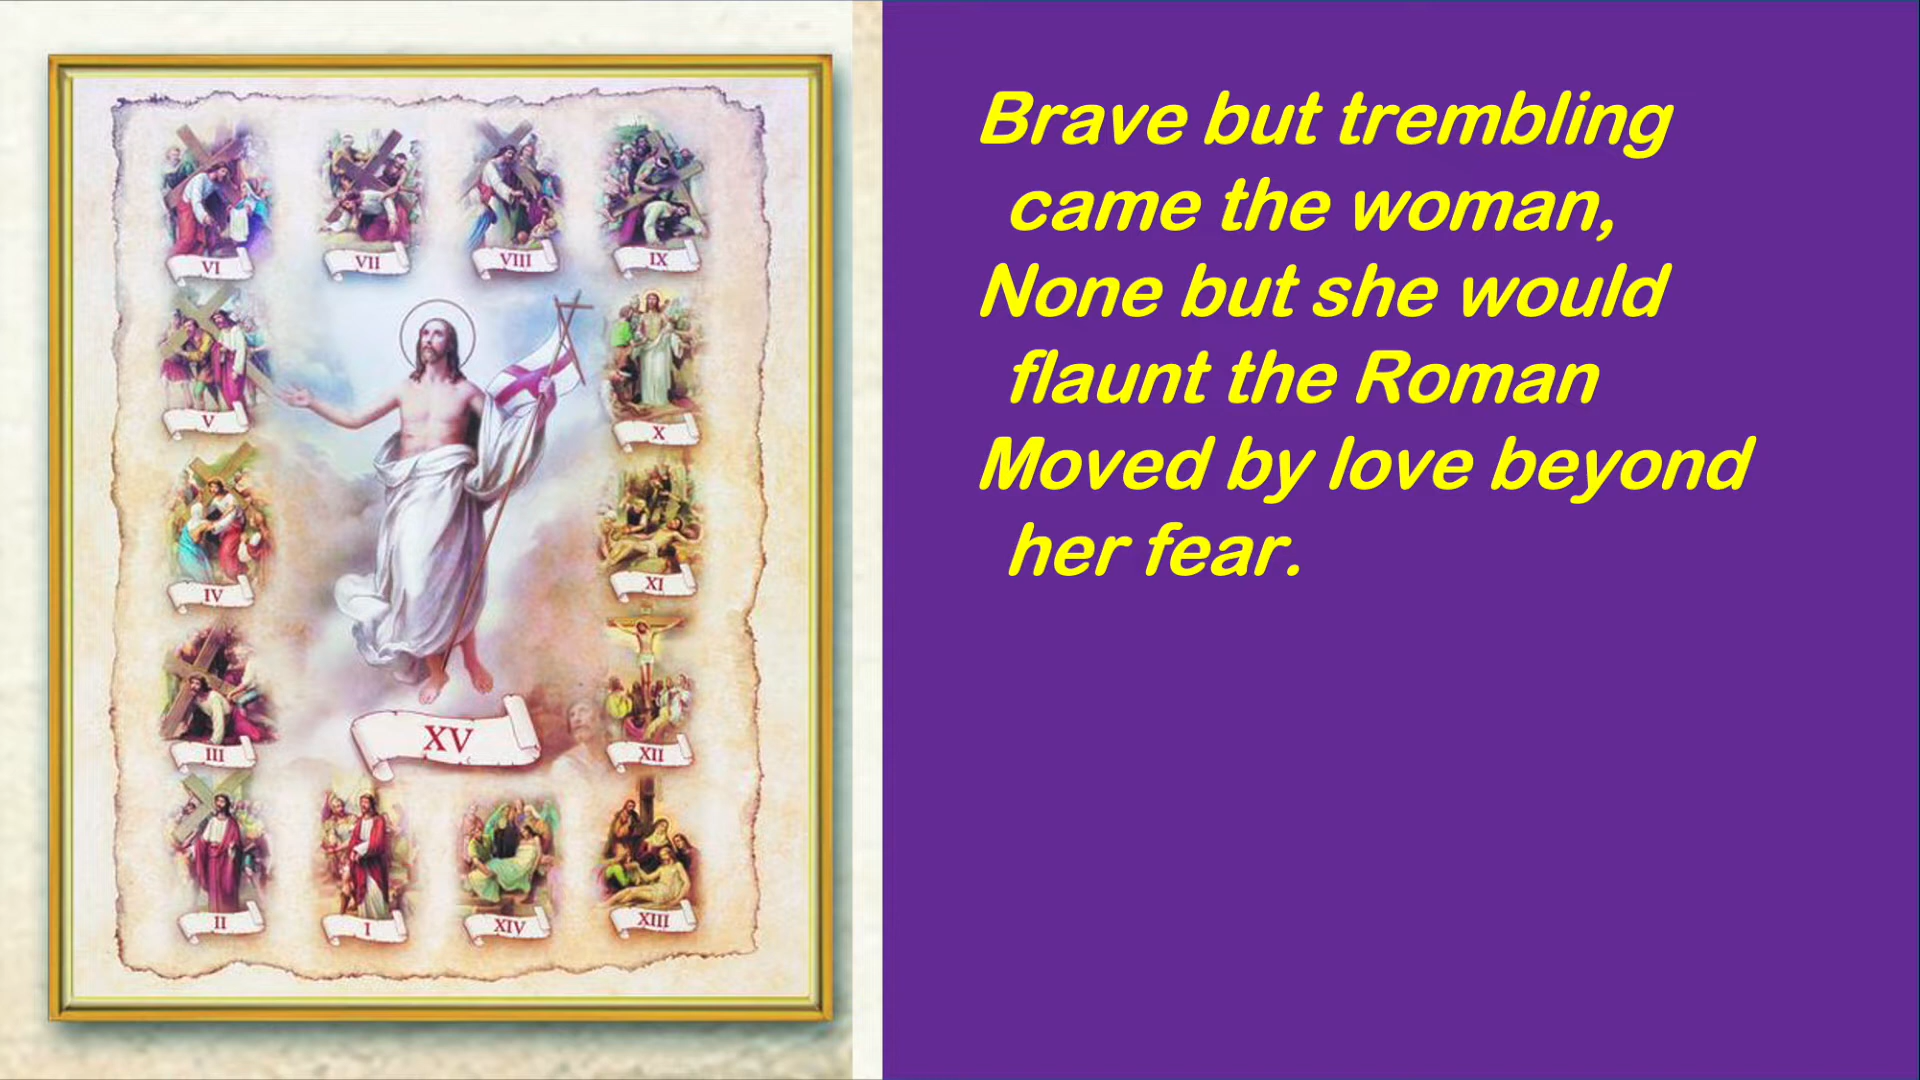 VI
VII
VIII
IX
V
X
IV
XI
XV
III
XII
II
I
XIV
XIII
Brave but trembling
came the woman,
None but she would
flaunt the Roman
Moved by love beyond
her fear.